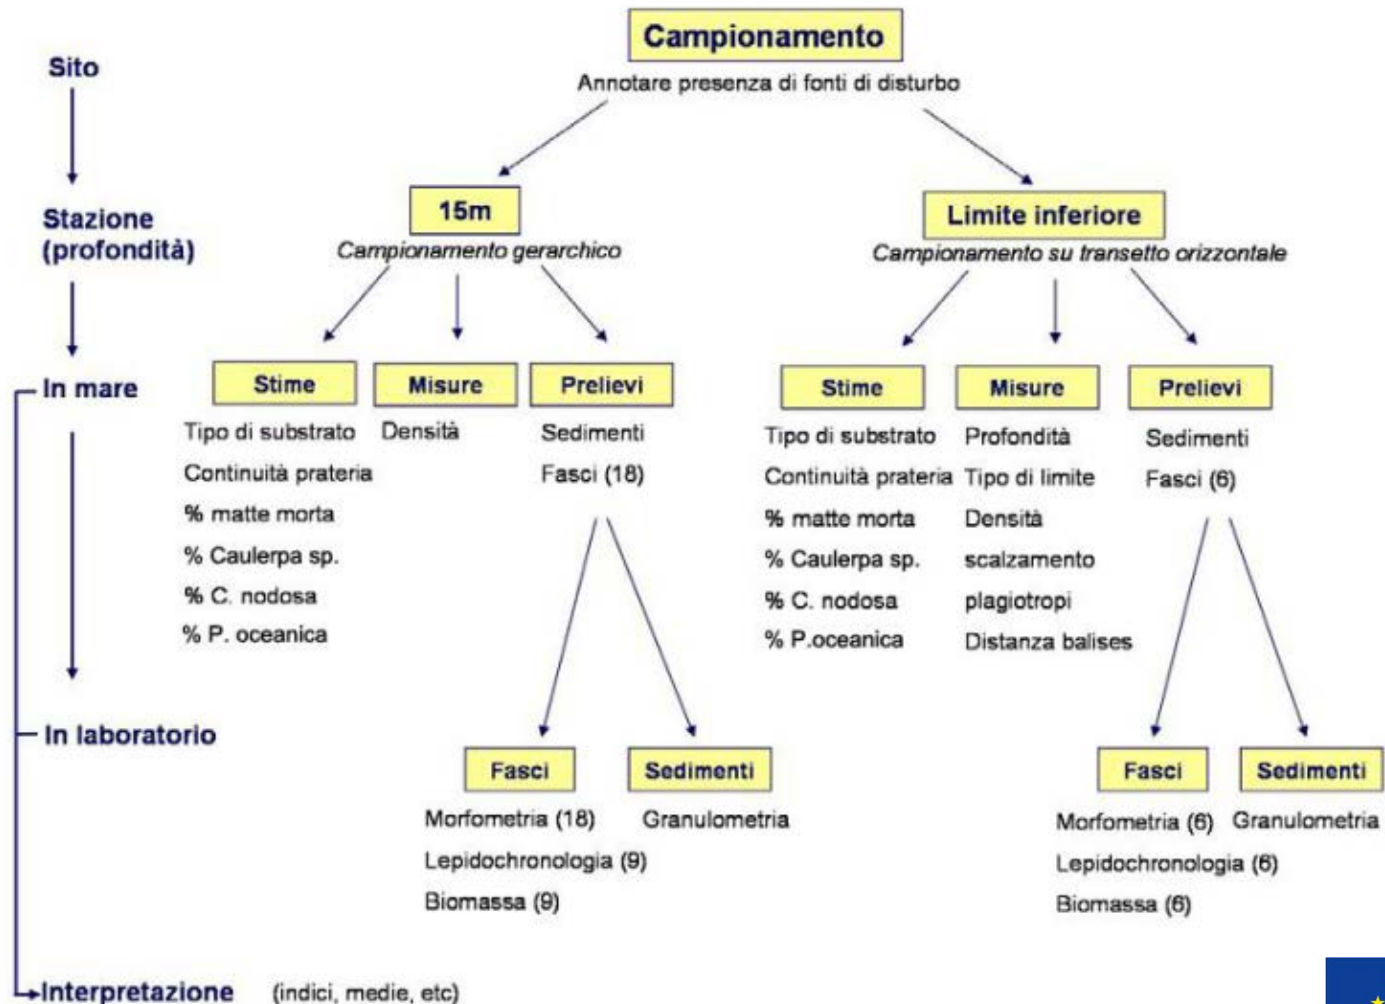 Campionamento
Annotare presenza di fonti di disturbo
Sito
Stazione
(profondità)
15m
Campionamento gerarchico
Limite inferiore
Campionamento su transetto orizzontale
In mare
Stime
Tipo di substrato
Continuità prateria
% matte morta
% Caulerpa sp.
% C. nodosa
% P. oceanica
Misure
Densità
Prelievi
Sedimenti
Fasci (18)
Stime
Tipo di substrato
Continuità prateria
% matte morta
% Caulerpa sp.
% C. nodosa
% P.oceanica
Misure
Profondità
Tipo di limite
Densità
scalzamento
plagiotropi
Distanza balises
Prelievi
Sedimenti
Fasci (6)
In laboratorio
Fasci
Morfometria (18)
Lepidochronologia (9)
Biomassa (9)
Sedimenti
Granulometria
Fasci
Morfometria (6)
Lepidochronologia (6)
Biomassa (6)
Sedimenti
Granulometria
Interpretazione (indici, medie, etc)